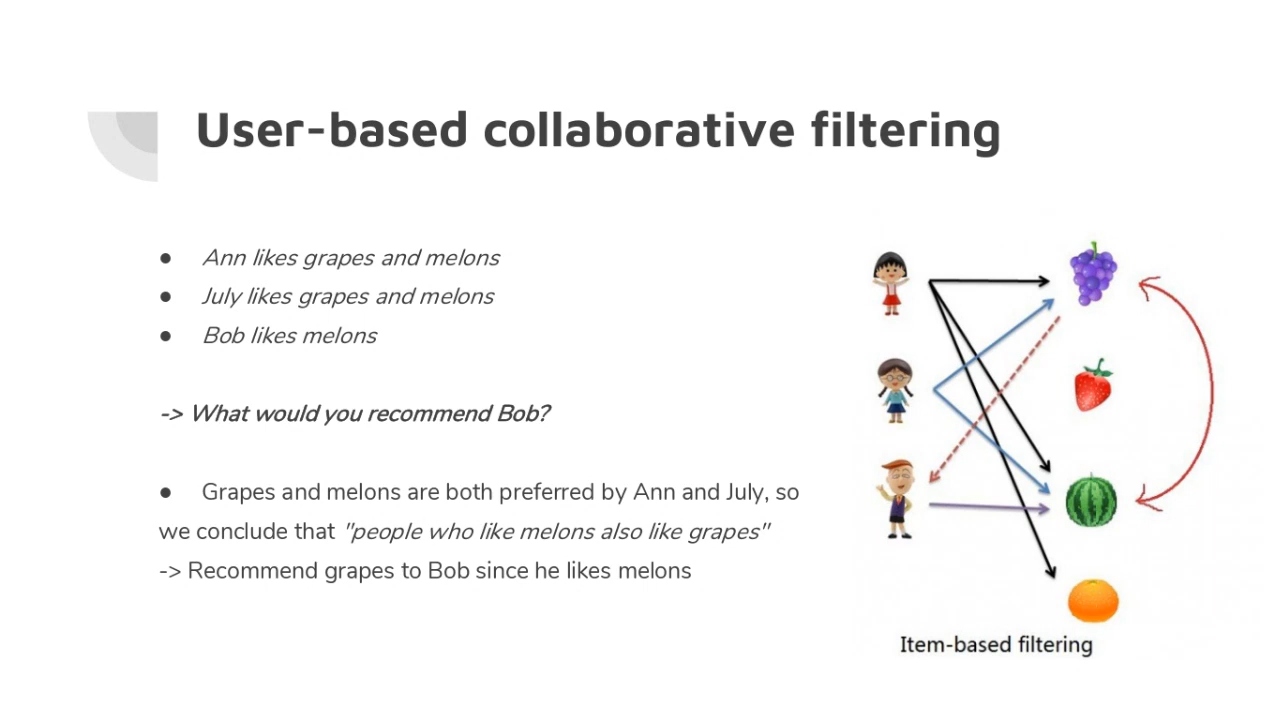 User-based collaborative filtering
● Ann likes grapes and melons
● July likes grapes and melons
● Bob likes melons
-> What would you recommend Bob?
● Grapes and melons are both preferred by Ann and July, so
we conclude that "people who like melons also like grapes"
-> Recommend grapes to Bob since he likes melons
Item-based filtering